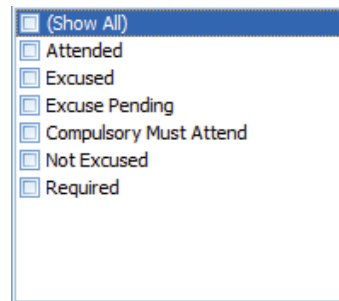 (Show All)
Attended
Excused
Excuse Pending
Compulsory Must Attend
Not Excused
Required